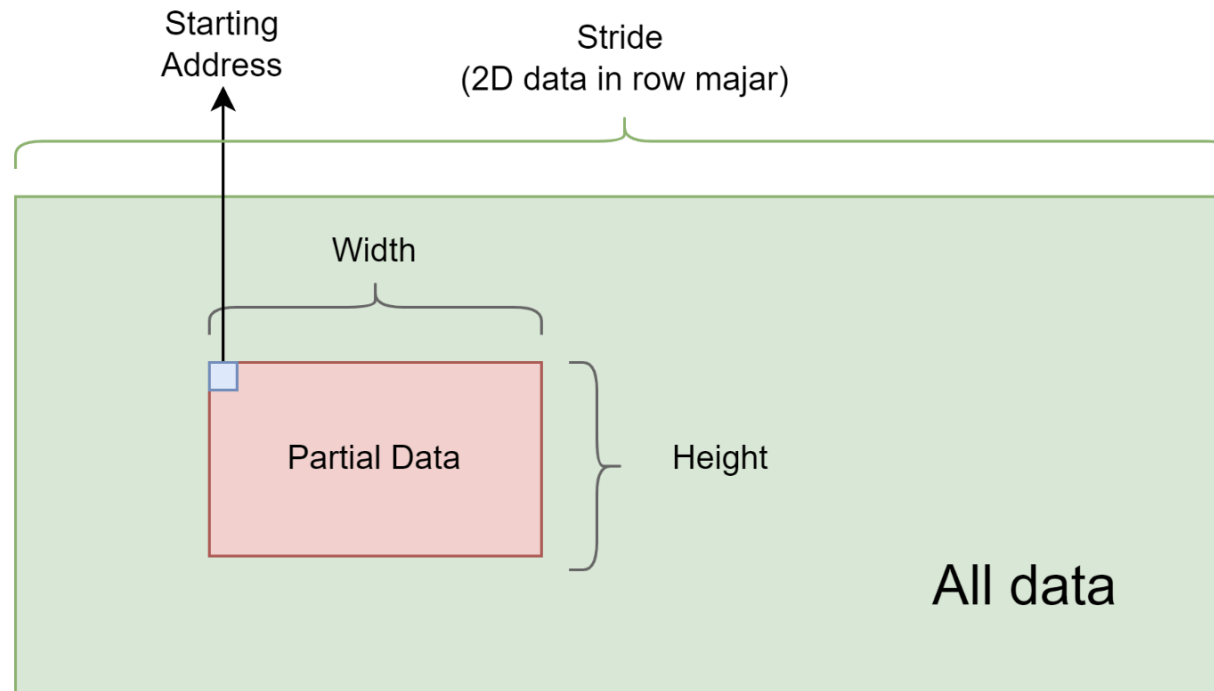 Starting
Address
Stride
(2D data in row majar)
Width
Partial Data
Height
All data